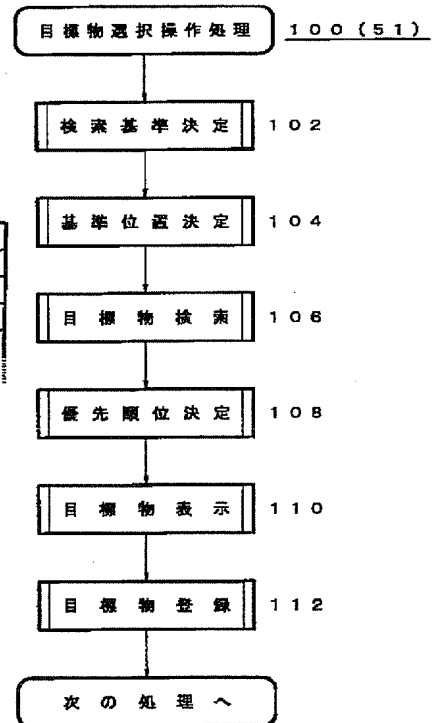 目標物選択操作処理 100(51)
検索基準決定 102
基準位置決定 104
目標物検索 106
優先順位決定 108
目標物表示 110
目標物登録 112
次の処理へ